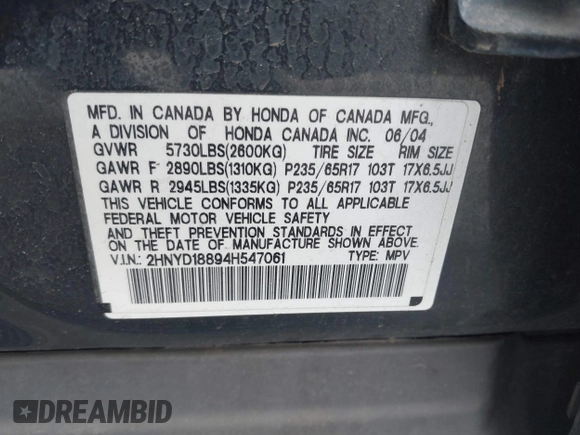 MFD. IN CANADA BY HONDA OF CANADA MFG.,
A DIVISION OF HONDA CANADA INC. 06/04
GVWR 5730LBS(2600KG) TIRE SIZE RIM SIZE
GAWR F 2890LBS(1310KG) P235/65R17 103T 17X6.5JJ
GAWR R 2945LBS(1335KG) P235/65R17 103T 17X6.5JJ
THIS VEHICLE CONFORMS TO ALL APPLICABLE
FEDERAL MOTOR VEHICLE SAFETY
AND THEFT PREVENTION STANDARDS IN EFFECT
ON THE DATE OF MANUFACTURE SHOWN ABOVE.
V.I.N.: 2HNYD18894H547061 TYPE: MPV
DREAMBID